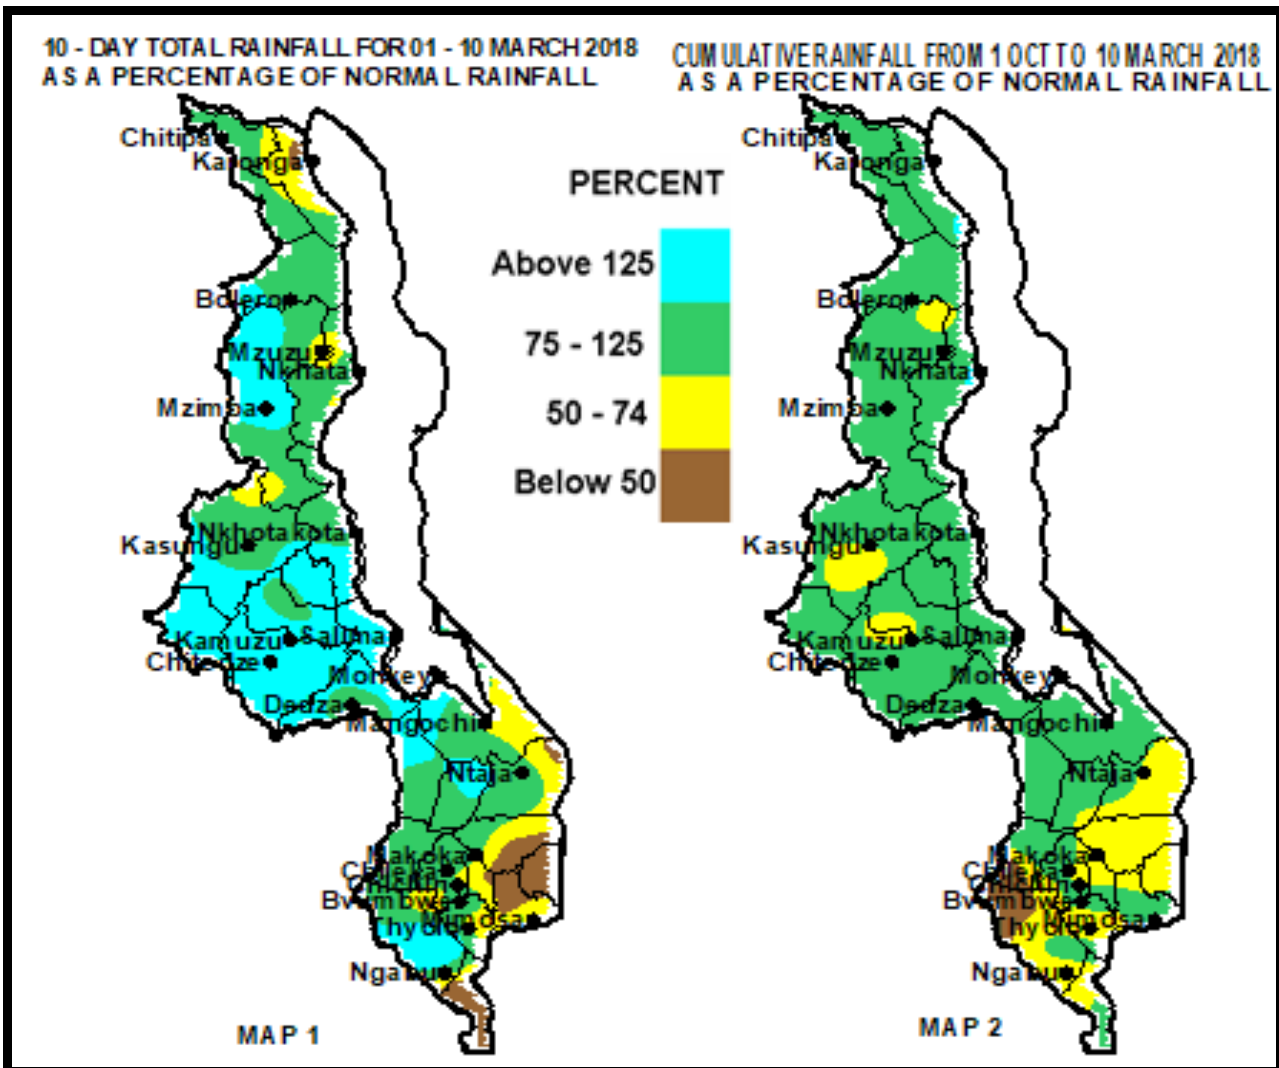 10 - DAY TOTAL RAINFALL FOR 01 - 10 MARCH 2018
AS A PERCENTAGE OF NORMAL RAINFALL
CUMULATIVE RAINFALL FROM 1 OCT TO 10 MARCH 2018
AS A PERCENTAGE OF NORMAL RAINFALL
PERCENT
Above 125
75 - 125
50 - 74
Below 50
Chitipa
Karonga
Bolero
Mzuzu
Nkhata
Mzimba
Nkhotakota
Kasungu
Kamuzu
Salima
Chitedze
Monkey
Dedza
Mangochi
Ntaja
Makoka
Chileka
Chichiri
Bvumbwe
Mimosa
Thyolo
Ngabu
MAP 1
Chitipa
Karonga
Bolero
Mzuzu
Nkhata
Mzimba
Nkhotakota
Kasungu
Kamuzu
Salima
Chitedze
Monkey
Dedza
Mangochi
Ntaja
Makoka
Chileka
Chichiri
Bvumbwe
Mimosa
Thyolo
Ngabu
MAP 2